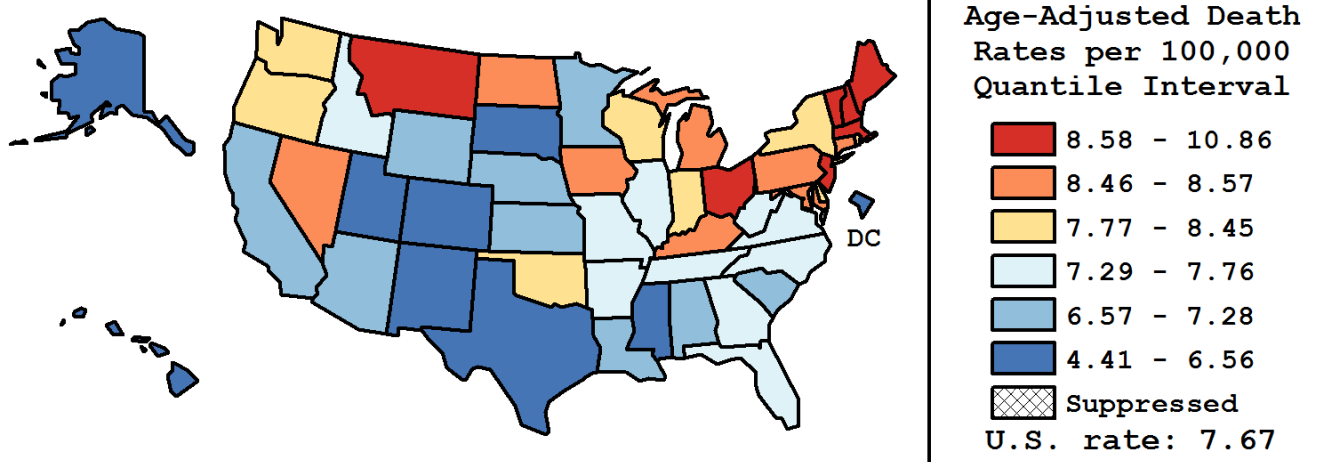 Age-Adjusted Death
Rates per 100,000
Quantile Interval
8.58 - 10.86
8.46 - 8.57
7.77 - 8.45
7.29 - 7.76
6.57 - 7.28
4.41 - 6.56
Suppressed
U.S. rate: 7.67
DC